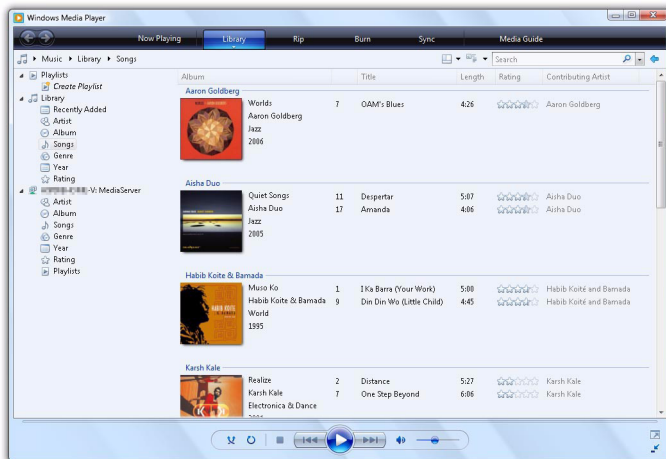 Windows Media Player
Now Playing Library Rip Burn Sync Media Guide
Music Library Songs Search
Playlists
Create Playlist
Library
Recently Added
Artist
Album
Songs
Genre
Year
Rating
-V: MediaServer
Artist
Album
Songs
Genre
Year
Rating
Playlists
Album Title Length Rating Contributing Artist
Aaron Goldberg
Worlds 7 OAM's Blues 4:26 Aaron Goldberg
Aaron Goldberg
Jazz
2006
Aisha Duo
Quiet Songs 11 Despertar 5:07 Aisha Duo
Aisha Duo 17 Amanda 4:06 Aisha Duo
Jazz
2005
Habib Koite & Bamada
Muso Ko 1 I Ka Barra (Your Work) 5:00 Habib Koité and Bamada
Habib Koite & Bamada 9 Din Din Wo (Little Child) 4:45 Habib Koité and Bamada
World
1995
HABIB KOITE
Karsh Kale
Realize 2 Distance 5:27 Karsh Kale
Karsh Kale 7 One Step Beyond 6:06 Karsh Kale
Electronica & Dance